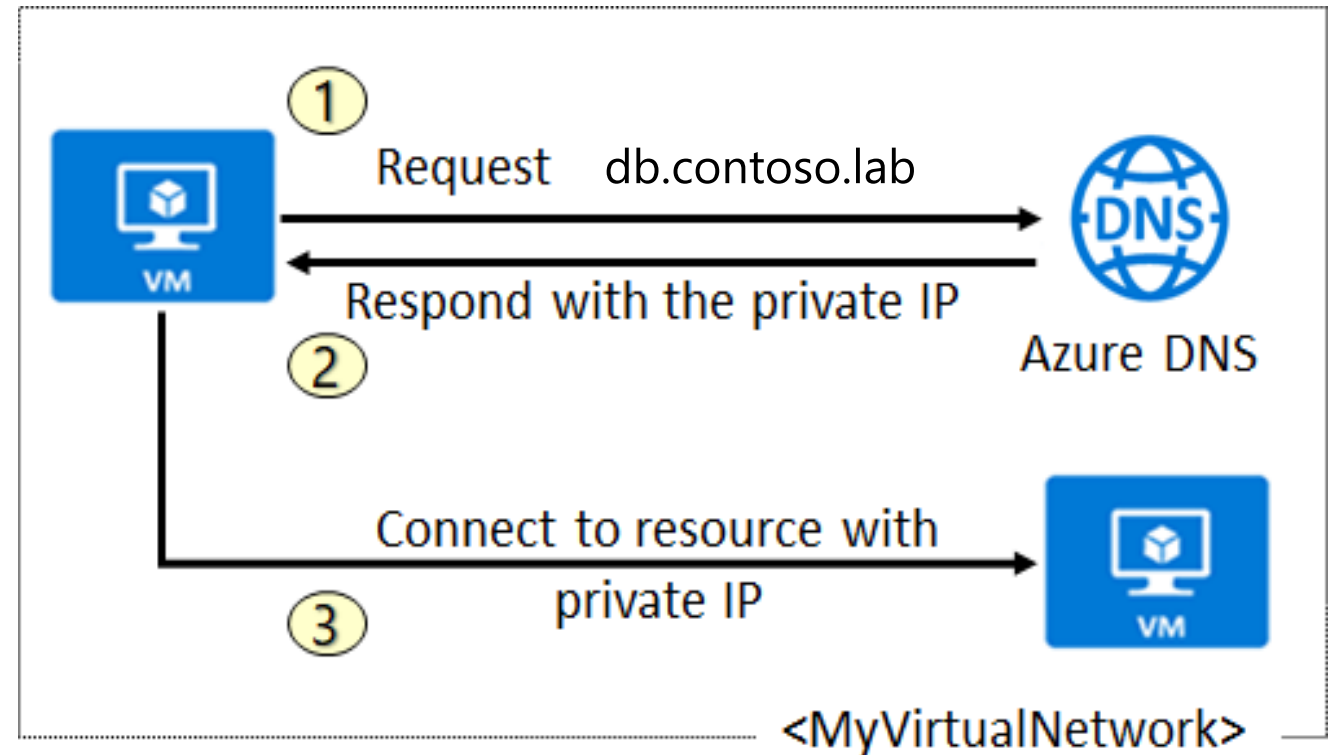 1
Request db.contoso.lab
VM
DNS
Respond with the private IP
2
Azure DNS
Connect to resource with
private IP
3
VM
<MyVirtualNetwork>